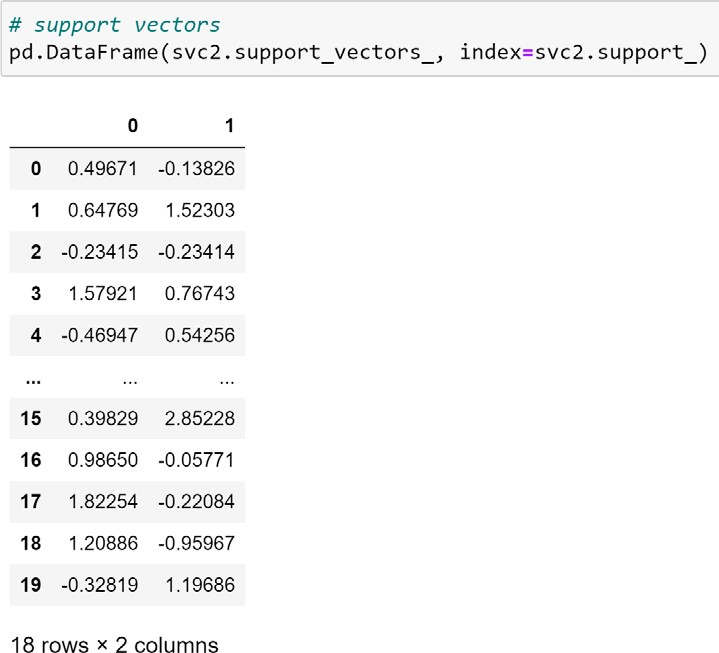 # support vectors
pd.DataFrame(svc2.support_vectors_, index=svc2.support_)
0 1
0 0.49671 -0.13826
1 0.64769 1.52303
2 -0.23415 -0.23414
3 1.57921 0.76743
4 -0.46947 0.54256
... ... ...
15 0.39829 2.85228
16 0.98650 -0.05771
17 1.82254 -0.22084
18 1.20886 -0.95967
19 -0.32819 1.19686
18 rows × 2 columns